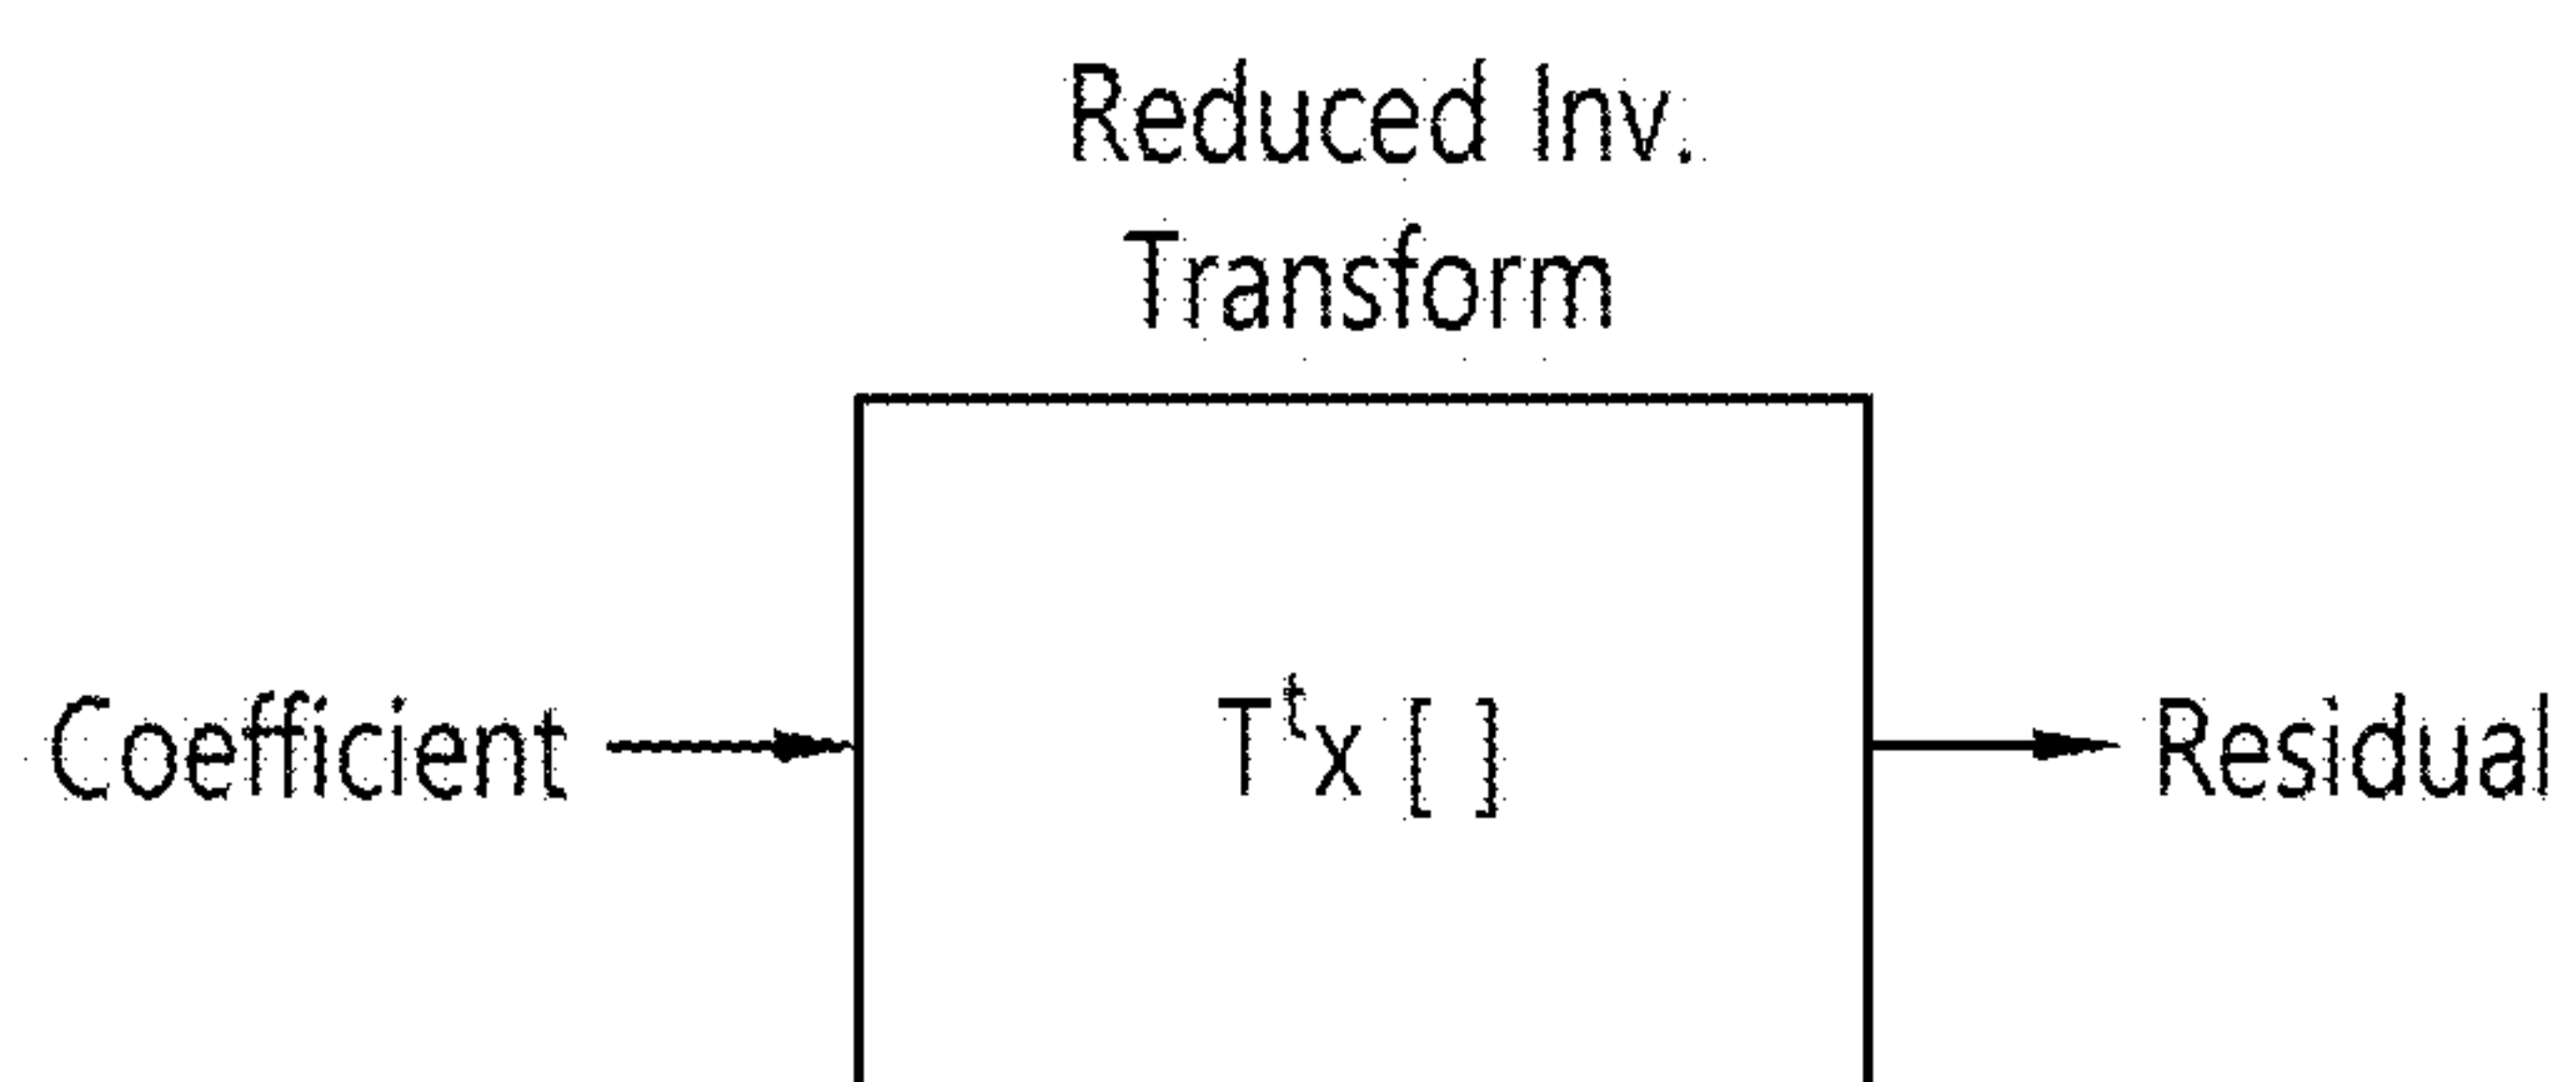 Reduced Inv.
Transform
Coefficient
Tᵗx [ ]
Residual